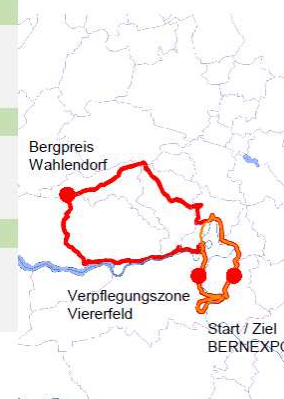 Bergpreis
Wahlendorf
Verpflegungszone
Viererfeld
Start / Ziel
BERNEXPO